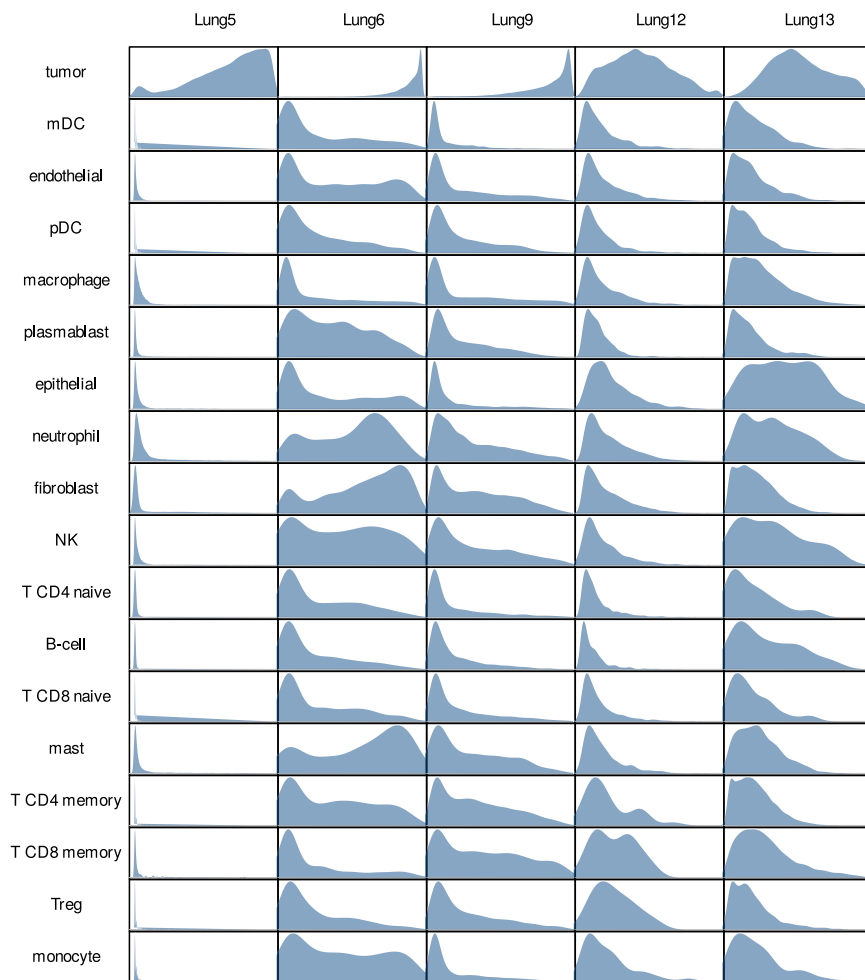 Lung5 Lung6 Lung9 Lung12 Lung13
tumor
mDC
endothelial
pDC
macrophage
plasmablast
epithelial
neutrophil
fibroblast
NK
T CD4 naive
B-cell
T CD8 naive
mast
T CD4 memory
T CD8 memory
Treg
monocyte